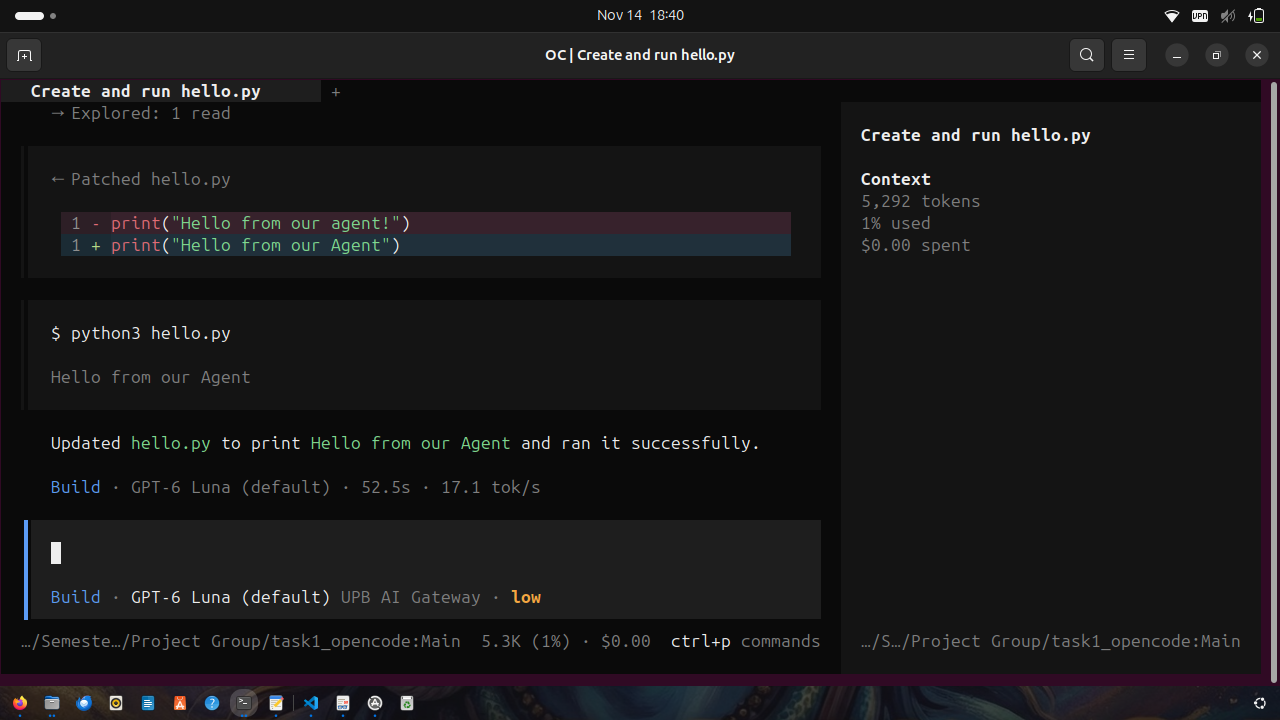 Nov 14 18:40
VPN
OC | Create and run hello.py
Create and run hello.py +
→ Explored: 1 read
← Patched hello.py
1 - print("Hello from our agent!")
1 + print("Hello from our Agent")
$ python3 hello.py
Hello from our Agent
Updated hello.py to print Hello from our Agent and ran it successfully.
Build · GPT-6 Luna (default) · 52.5s · 17.1 tok/s
Build · GPT-6 Luna (default) UPB AI Gateway · low
…/Semeste…/Project Group/task1_opencode:Main 5.3K (1%) · $0.00 ctrl+p commands
Create and run hello.py
Context
5,292 tokens
1% used
$0.00 spent
…/S…/Project Group/task1_opencode:Main